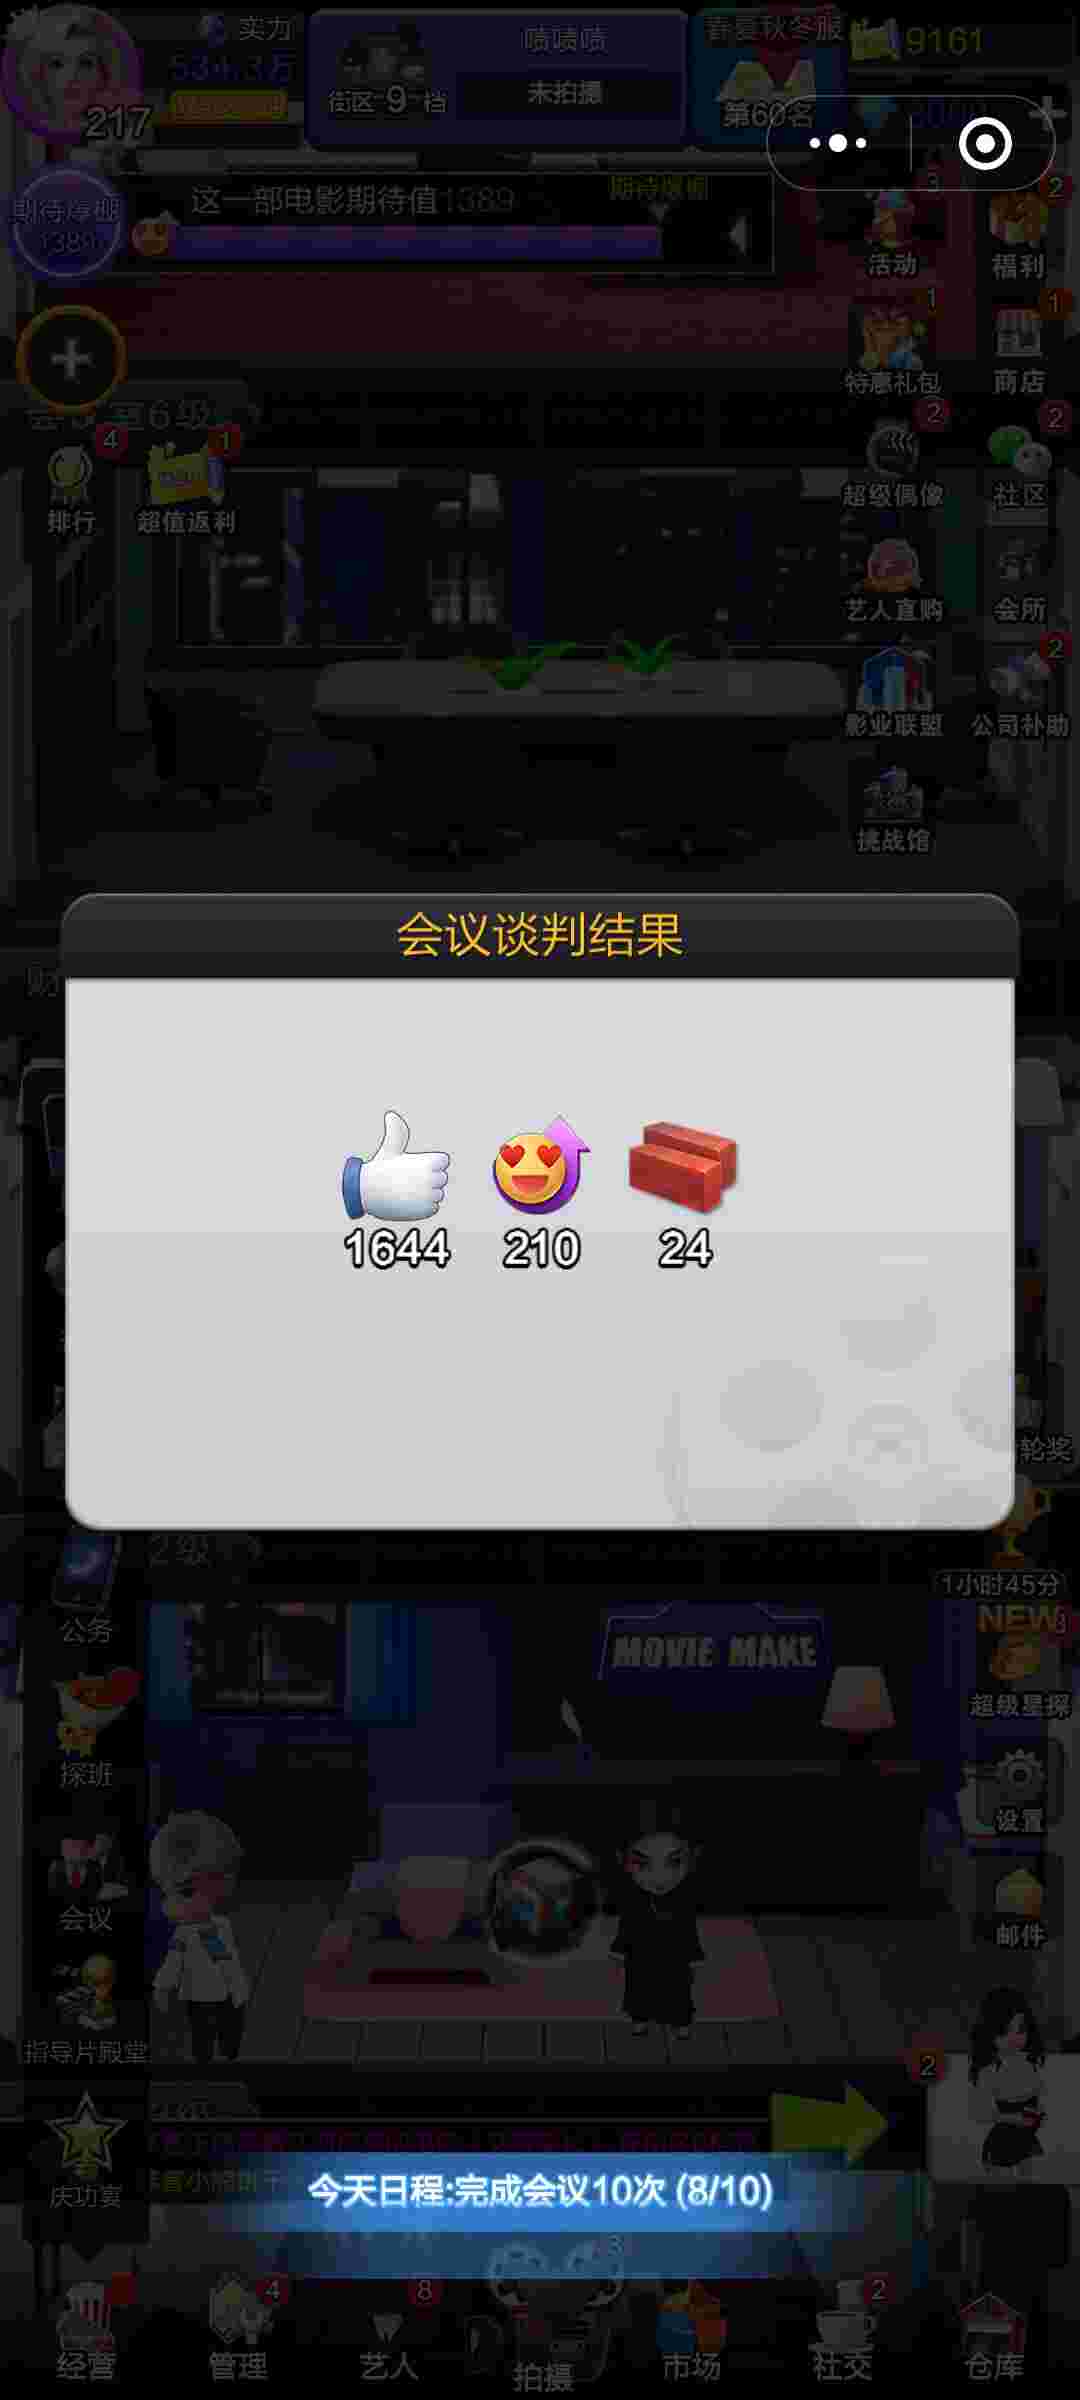 奕力
534.3万
217
街区 9 档
啧啧啧
未拍摄
春夏秋冬服
第60名
9161
期待爆棚
1389
这一部电影期待值1389
期待爆棚
3
活动
2
福利
1
特惠礼包
1
商店
4
排行
1
超值返利
2
超级偶像
2
社区
艺人直购
会所
影业联盟
2
公司补助
挑战馆
会议谈判结果
1644
210
24
轮奖
2级
1小时45分
公务
MOVIE MAKE
NEW
超级星探
探班
设置
会议
邮件
指导片殿堂
2
庆功宴
今天日程:完成会议10次 (8/10)
经营
4
管理
8
艺人
3
拍摄
市场
2
社交
仓库